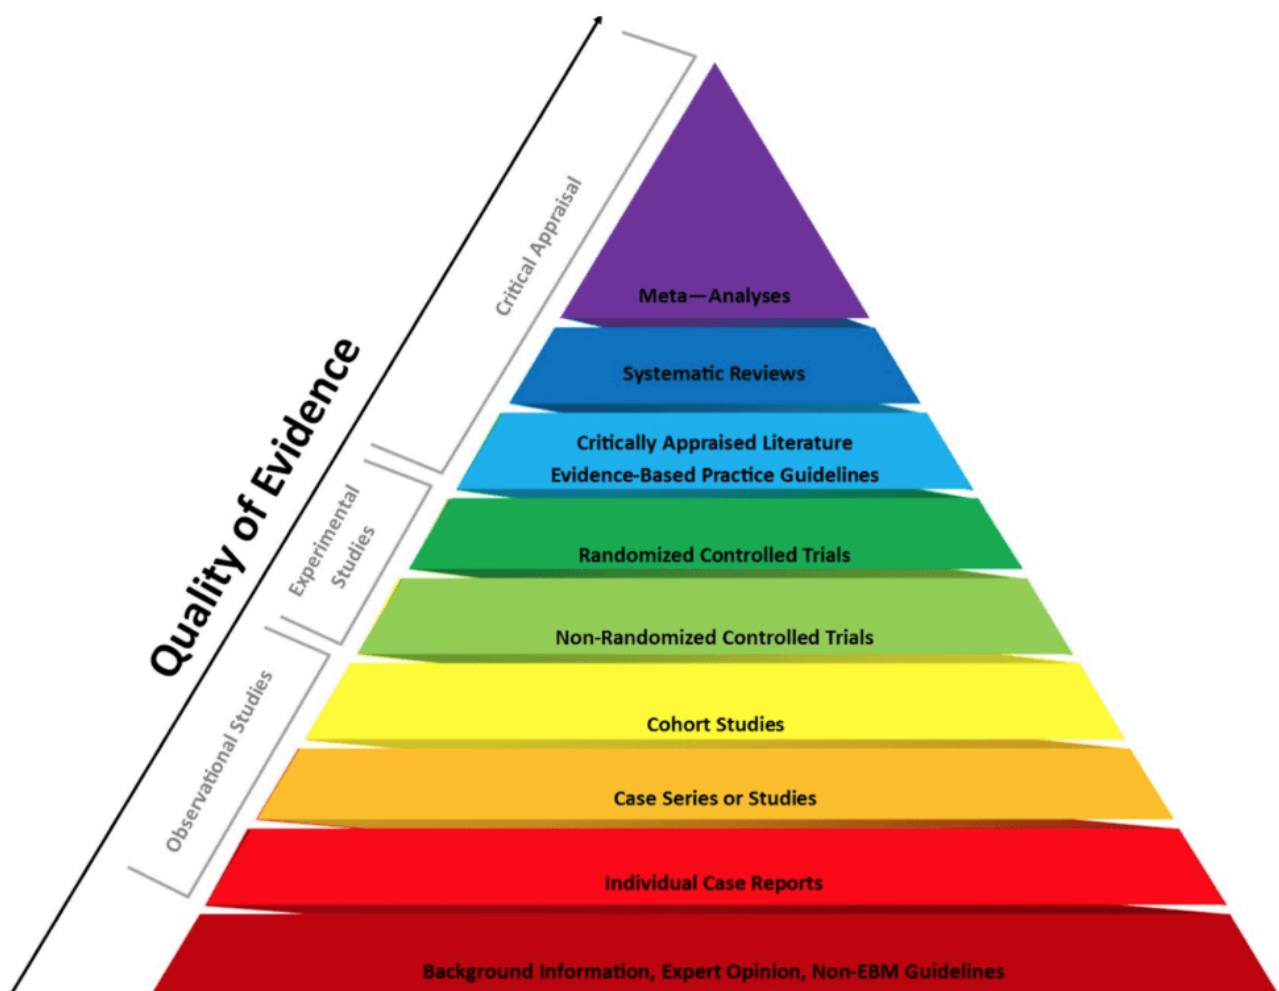 Quality of Evidence
Critical Appraisal
Experimental
Studies
Observational Studies
Meta—Analyses
Systematic Reviews
Critically Appraised Literature
Evidence-Based Practice Guidelines
Randomized Controlled Trials
Non-Randomized Controlled Trials
Cohort Studies
Case Series or Studies
Individual Case Reports
Background Information, Expert Opinion, Non-EBM Guidelines